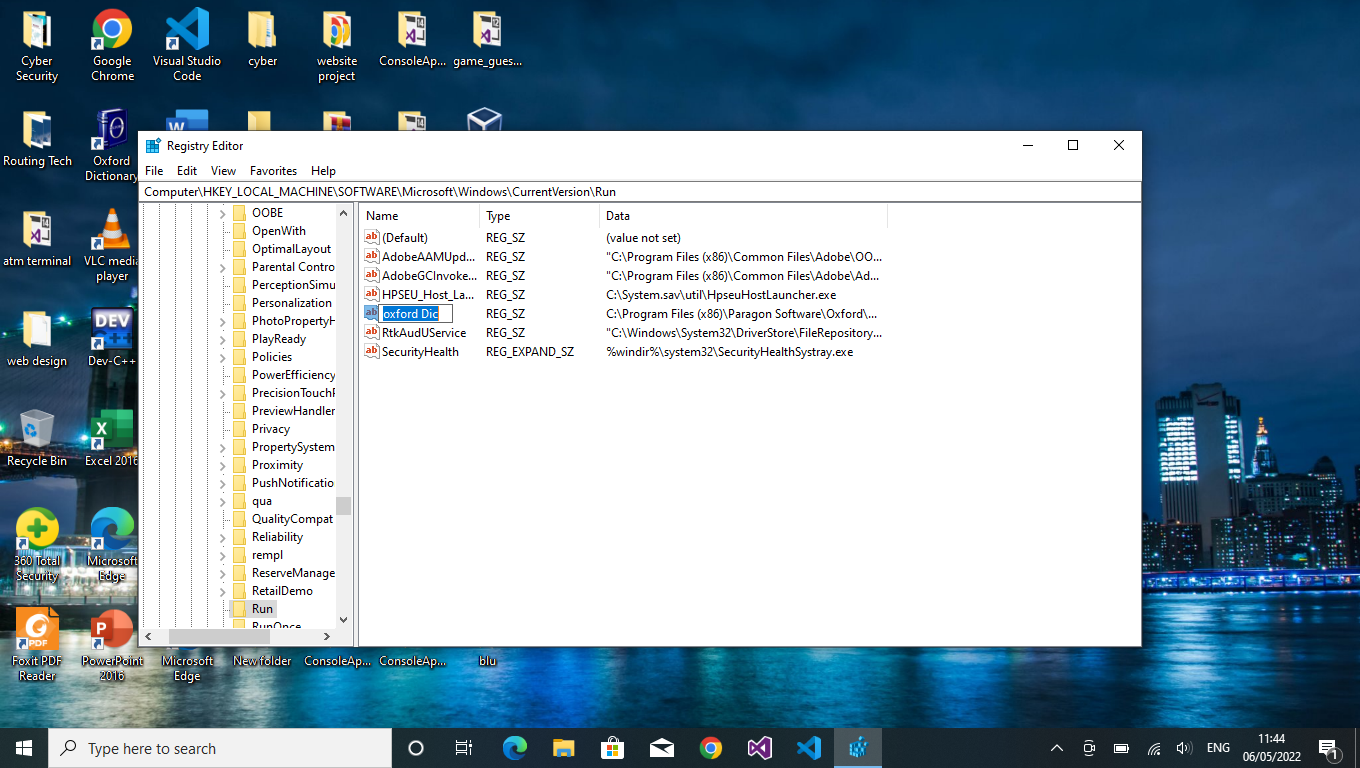 Cyber Security
Google Chrome
Visual Studio Code
cyber
website project
ConsoleAp...
game_gues...
Routing Tech
Oxford Dictionary
atm terminal
VLC media player
web design
DEV
Dev-C++
Recycle Bin
Excel 2016
360 Total Security
Microsoft Edge
PDF
Foxit PDF Reader
PowerPoint 2016
Microsoft Edge
New folder
ConsoleAp...
ConsoleAp...
blu
Registry Editor
File Edit View Favorites Help
Computer\HKEY_LOCAL_MACHINE\SOFTWARE\Microsoft\Windows\CurrentVersion\Run
OOBE
OpenWith
OptimalLayout
Parental Contro
PerceptionSimu
Personalization
PhotoPropertyH
PlayReady
Policies
PowerEfficiency
PrecisionTouchP
PreviewHandler
Privacy
PropertySystem
Proximity
PushNotificatio
qua
QualityCompat
Reliability
rempl
ReserveManage
RetailDemo
Run
RunOnce
Name Type Data
(Default) REG_SZ (value not set)
AdobeAAMUpd... REG_SZ "C:\Program Files (x86)\Common Files\Adobe\OO...
AdobeGCInvoke... REG_SZ "C:\Program Files (x86)\Common Files\Adobe\Ad...
HPSEU_Host_La... REG_SZ C:\System.sav\util\HpseuHostLauncher.exe
oxford Dic REG_SZ C:\Program Files (x86)\Paragon Software\Oxford\...
RtkAudUService REG_SZ "C:\Windows\System32\DriverStore\FileRepository...
SecurityHealth REG_EXPAND_SZ %windir%\system32\SecurityHealthSystray.exe
Type here to search
ENG
11:44
06/05/2022
1